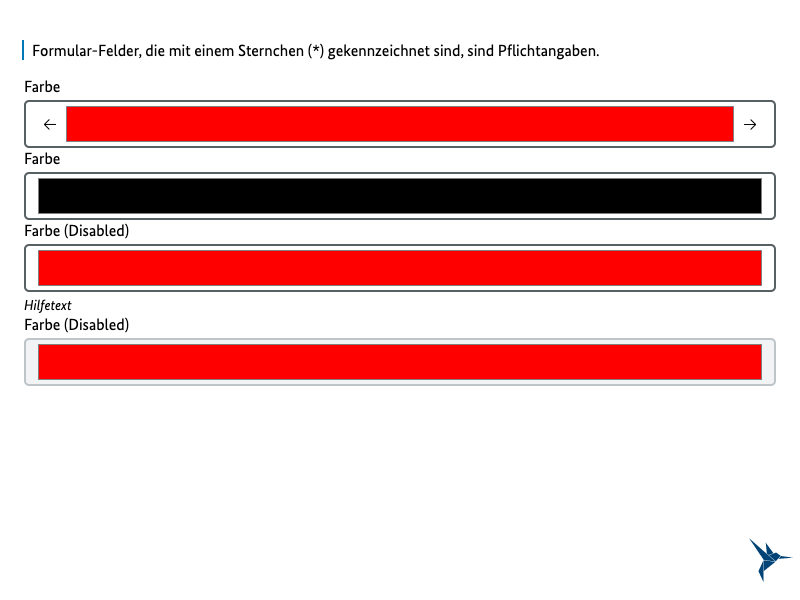 Formular-Felder, die mit einem Sternchen (*) gekennzeichnet sind, sind Pflichtangaben.
Farbe
Farbe
Farbe (Disabled)
Hilfetext
Farbe (Disabled)